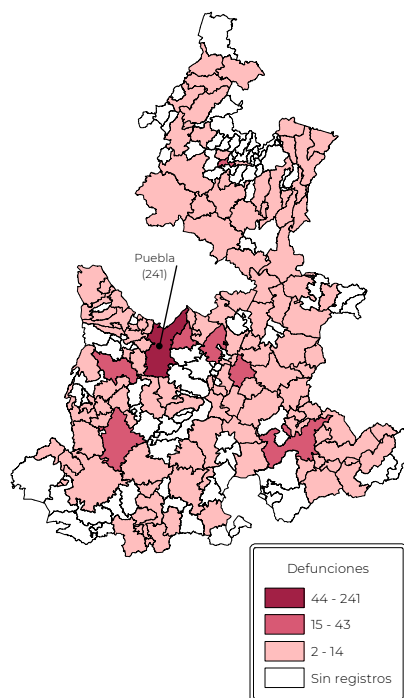 Puebla
(241)
Defunciones
44 - 241
15 - 43
2 - 14
Sin registros